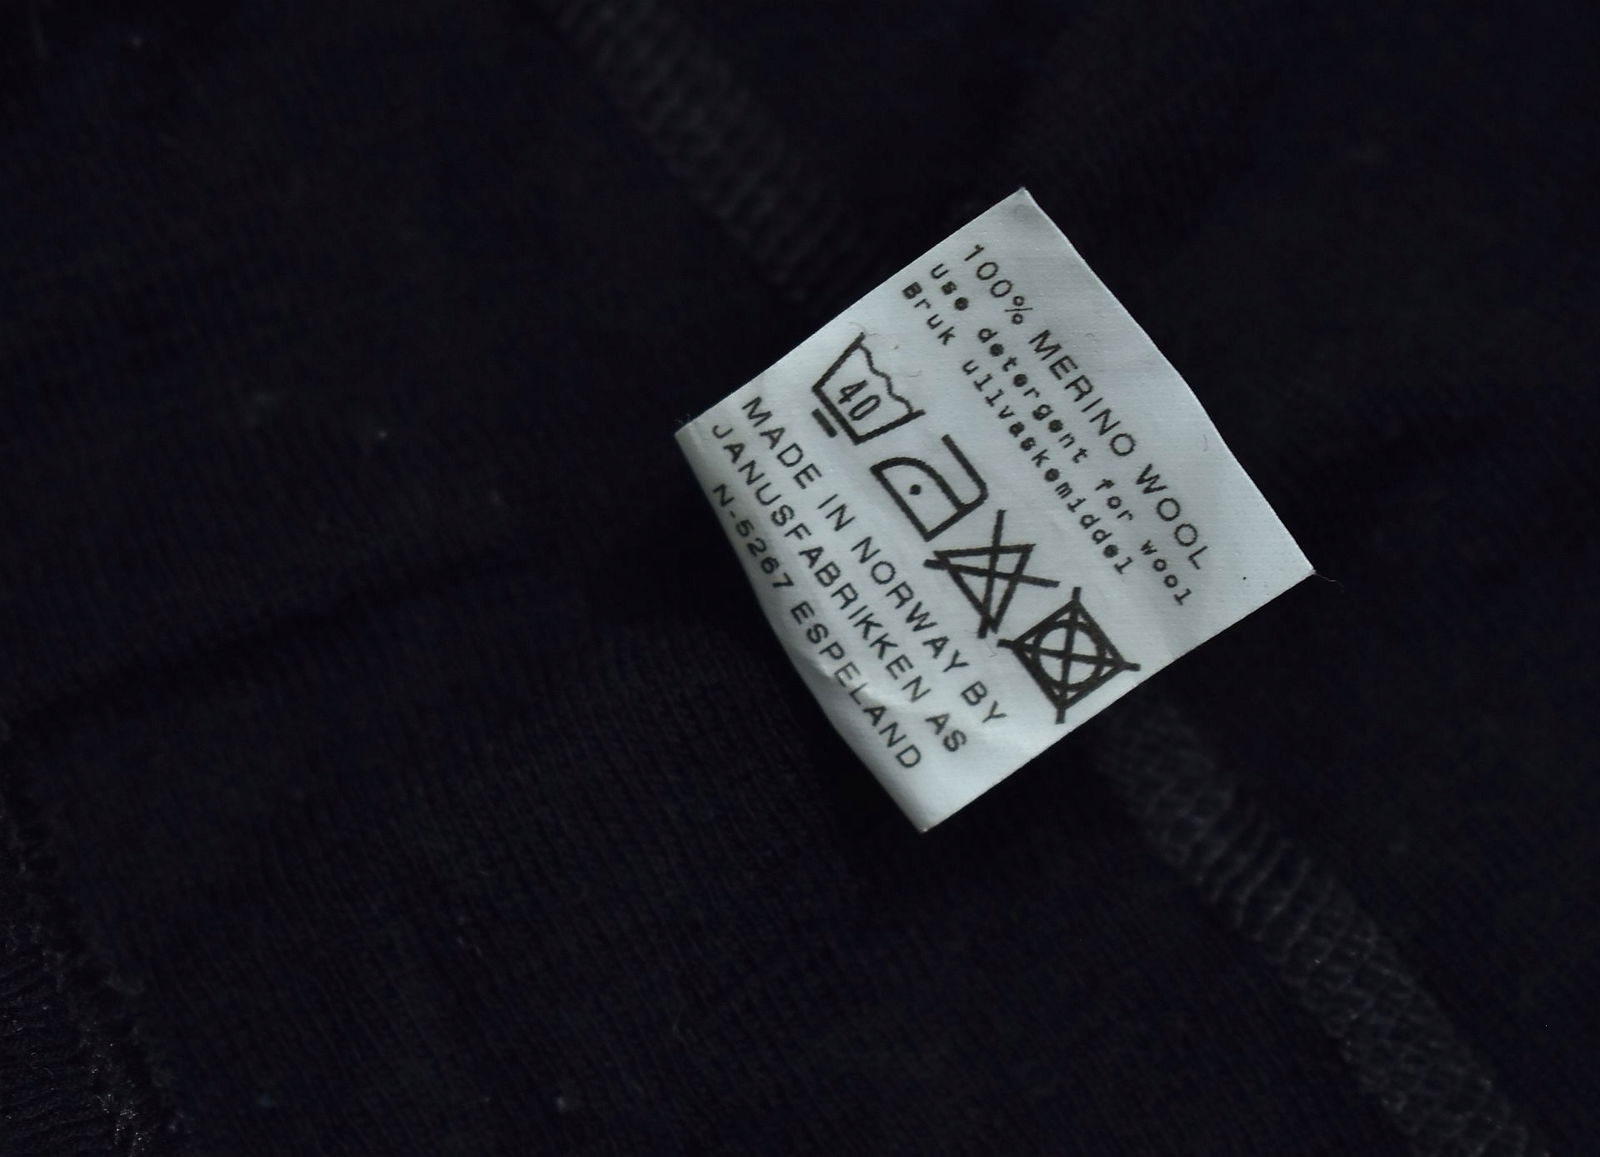 100% MERINO WOOL
use detergent for wool
Bruk ullvaskemiddel
40
MADE IN NORWAY BY
JANUSFABRIKKEN AS
N-5267 ESPELAND